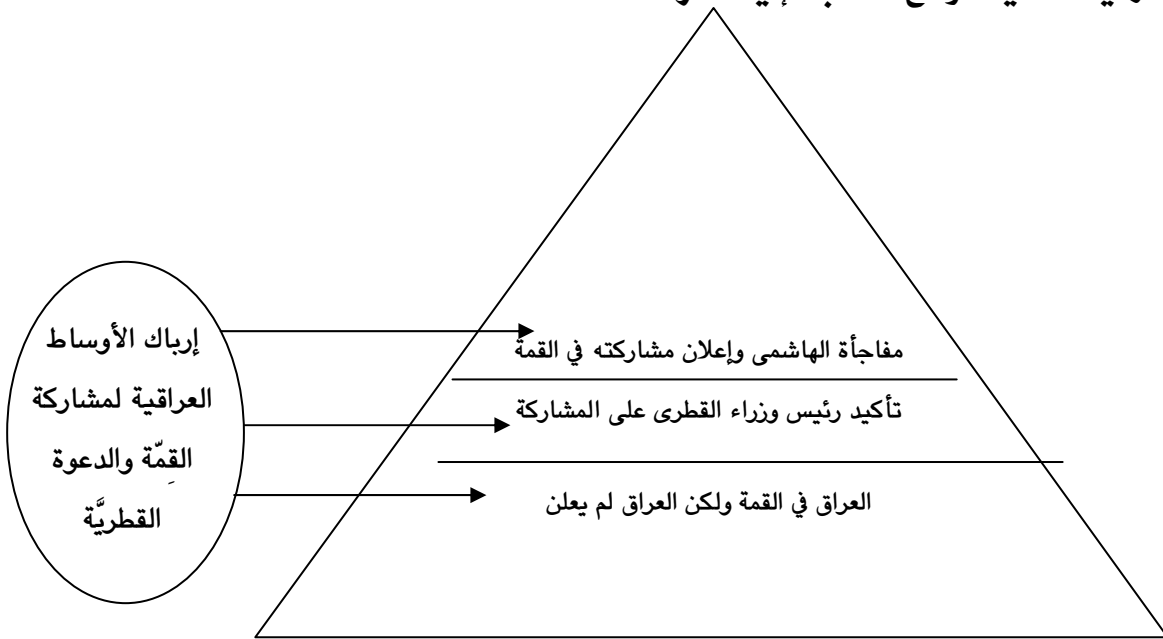 إرباك الأوساط
العراقية لمشاركة
القِمّة والدعوة
القطريَّة
مفاجأة الهاشمى وإعلان مشاركته في القمة
تأكيد رئيس وزراء القطرى على المشاركة
العراق في القمة ولكن العراق لم يعلن